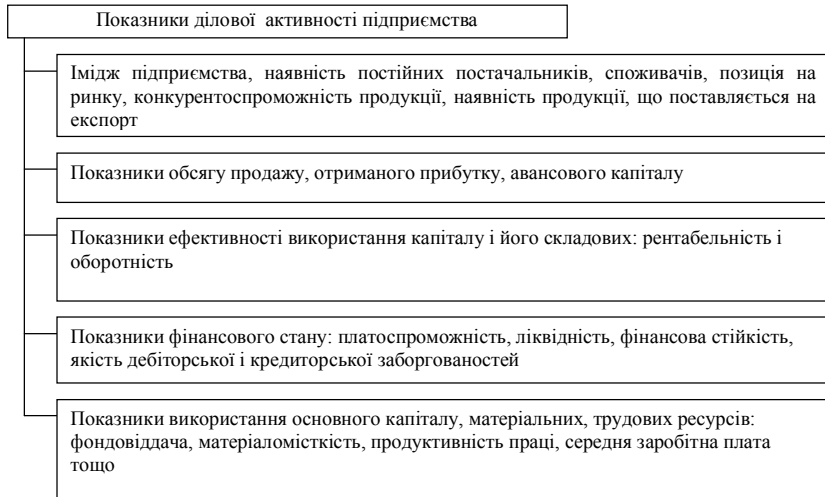 Показники ділової активності підприємства
Імідж підприємства, наявність постійних постачальників, споживачів, позиція на
ринку, конкурентоспроможність продукції, наявність продукції, що поставляється на
експорт
Показники обсягу продажу, отриманого прибутку, авансового капіталу
Показники ефективності використання капіталу і його складових: рентабельність і
оборотність
Показники фінансового стану: платоспроможність, ліквідність, фінансова стійкість,
якість дебіторської і кредиторської заборгованостей
Показники використання основного капіталу, матеріальних, трудових ресурсів:
фондовіддача, матеріаломісткість, продуктивність праці, середня заробітна плата
тощо